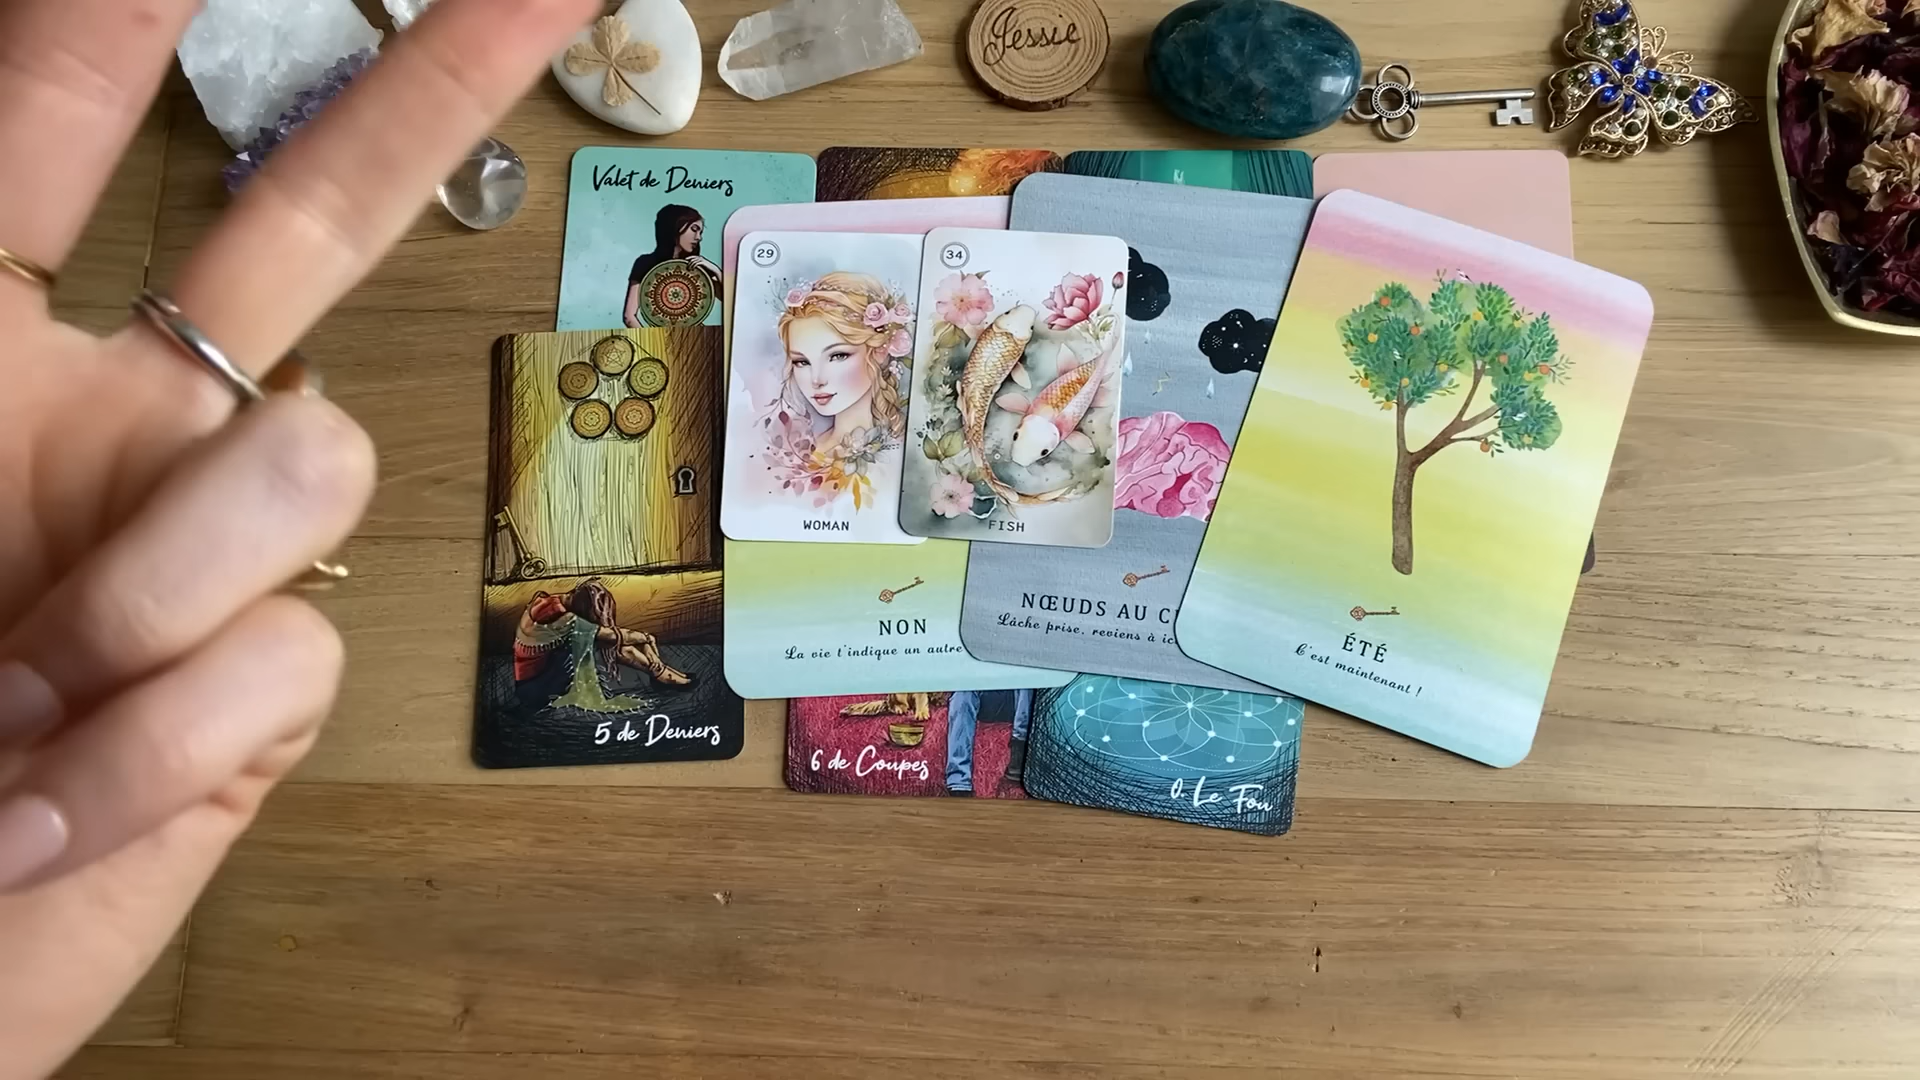 Jessie
Valet de Deniers
29
34
WOMAN
FISH
NON
La vie t'indique un autre
NŒUDS AU
Lâche prise, reviens à
ÉTÉ
C'est maintenant !
5 de Deniers
6 de Coupes
0. Le Fou